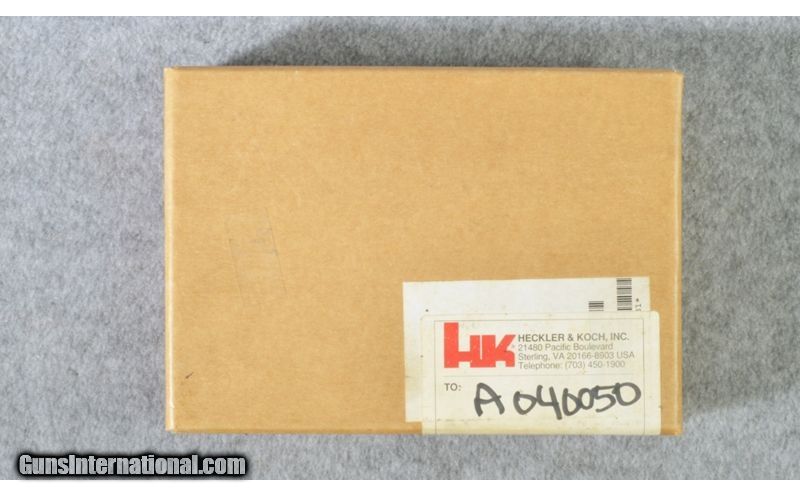 HK
HECKLER & KOCH, INC.
21480 Pacific Boulevard
Sterling, VA 20166-8903 USA
Telephone: (703) 450-1900
TO:
A 040050
GunsInternational.com